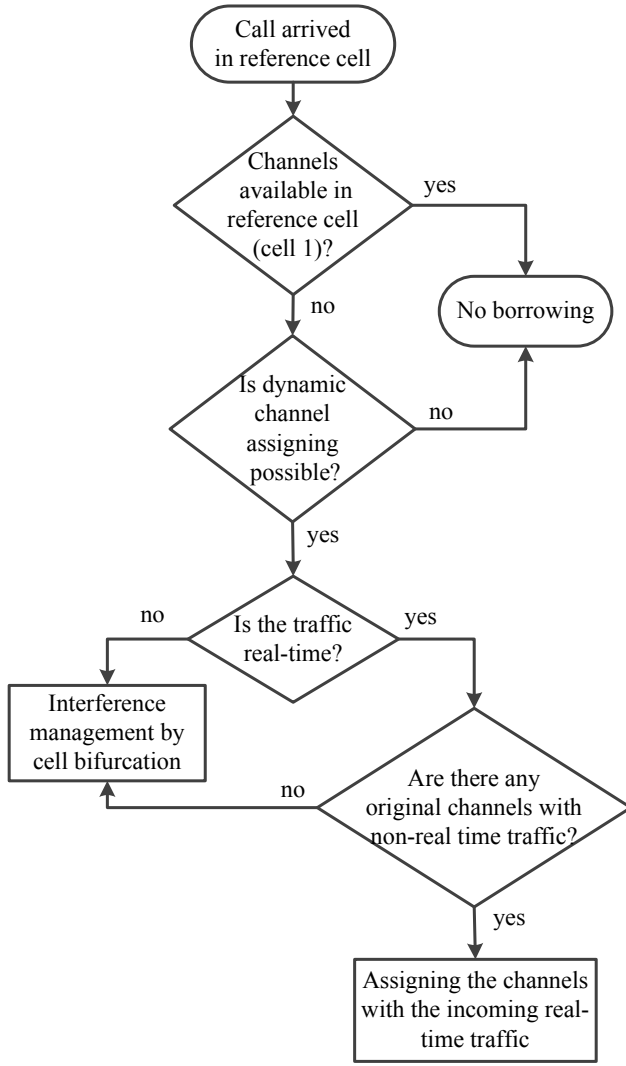 Call arrived
in reference cell
Channels
available in
reference cell
(cell 1)?
yes
no
No borrowing
Is dynamic
channel
assigning
possible?
no
yes
no
Is the traffic
real-time?
yes
Interference
management by
cell bifurcation
no
Are there any
original channels with
non-real time traffic?
yes
Assigning the channels
with the incoming real-
time traffic